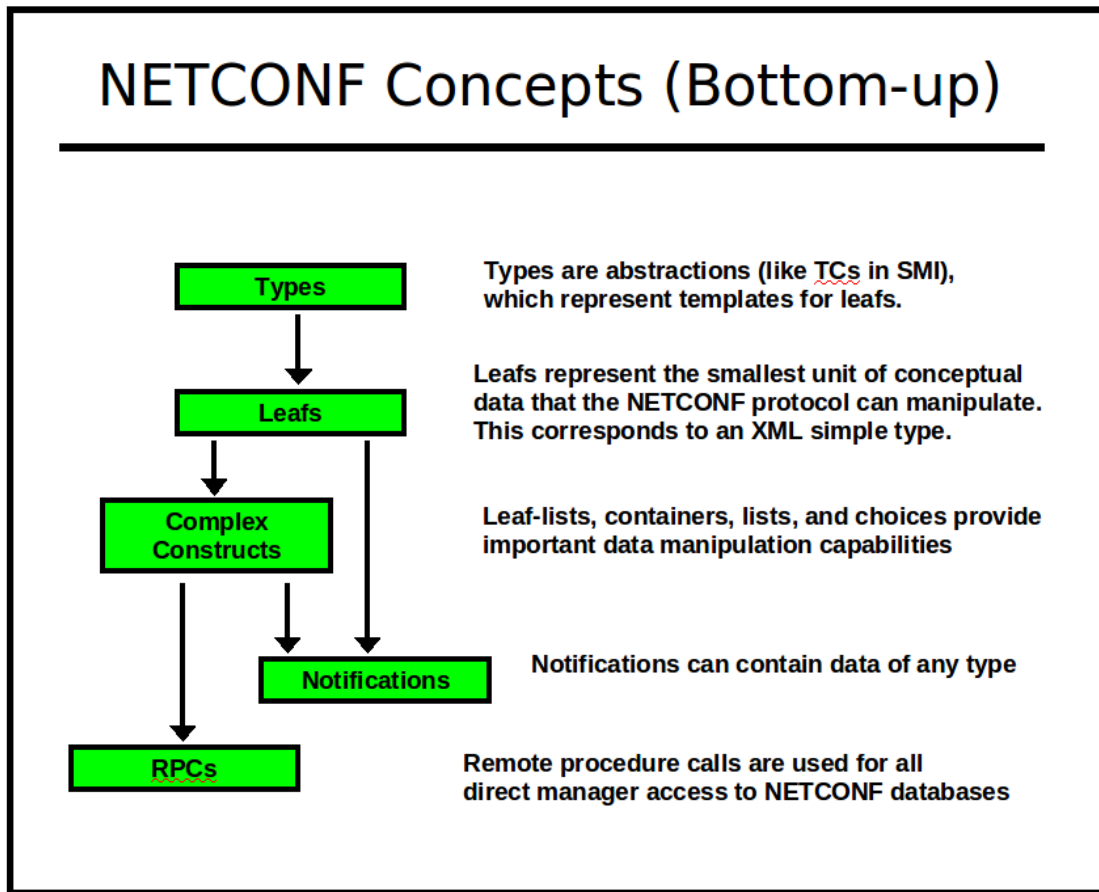 NETCONF Concepts (Bottom-up)
Types
Types are abstractions (like TCs in SMI),
which represent templates for leafs.
Leafs
Leafs represent the smallest unit of conceptual
data that the NETCONF protocol can manipulate.
This corresponds to an XML simple type.
Complex
Constructs
Leaf-lists, containers, lists, and choices provide
important data manipulation capabilities
Notifications
Notifications can contain data of any type
RPCs
Remote procedure calls are used for all
direct manager access to NETCONF databases